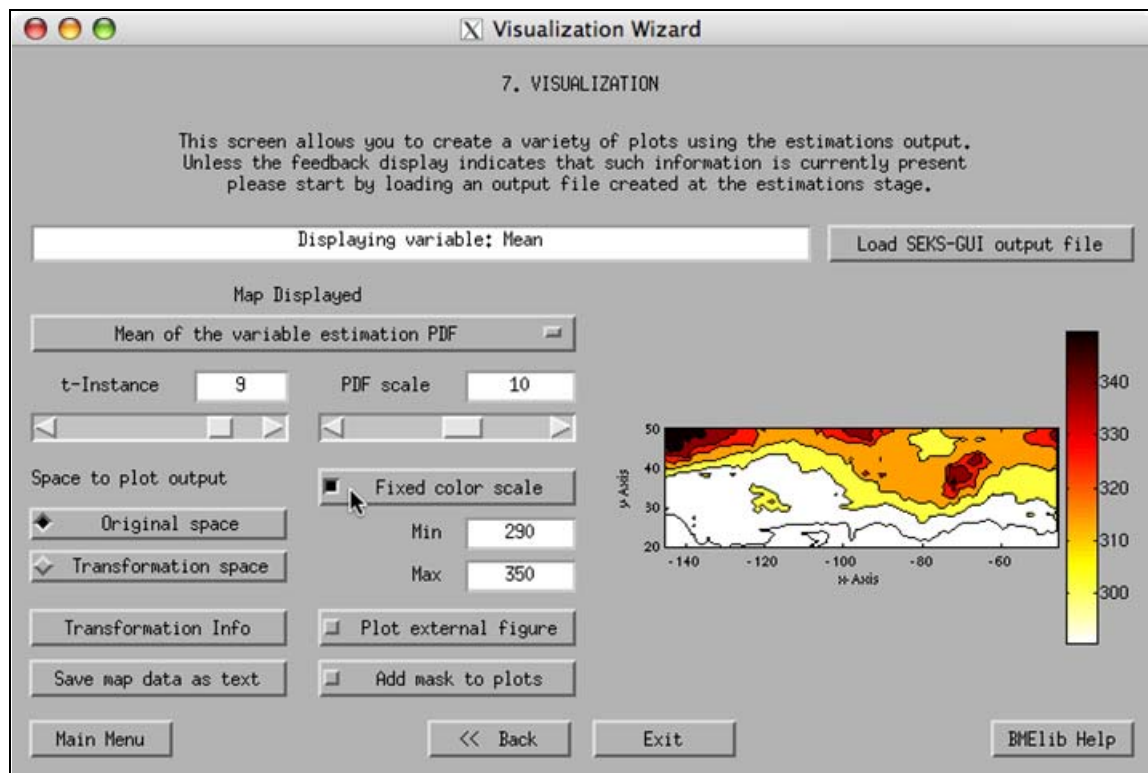 Visualization Wizard
7. VISUALIZATION
This screen allows you to create a variety of plots using the estimations output.
Unless the feedback display indicates that such information is currently present
please start by loading an output file created at the estimations stage.
Displaying variable: Mean
Load SEKS-GUI output file
Map Displayed
Mean of the variable estimation PDF
t-Instance 9 PDF scale 10
Space to plot output
Original space
Transformation space
Fixed color scale
Min 290
Max 350
Transformation Info
Plot external figure
Save map data as text
Add mask to plots
50
40
30
20
y-Axis
-140 -120 -100 -80 -60
x-Axis
340
330
320
310
300
Main Menu
<< Back
Exit
BMElib Help